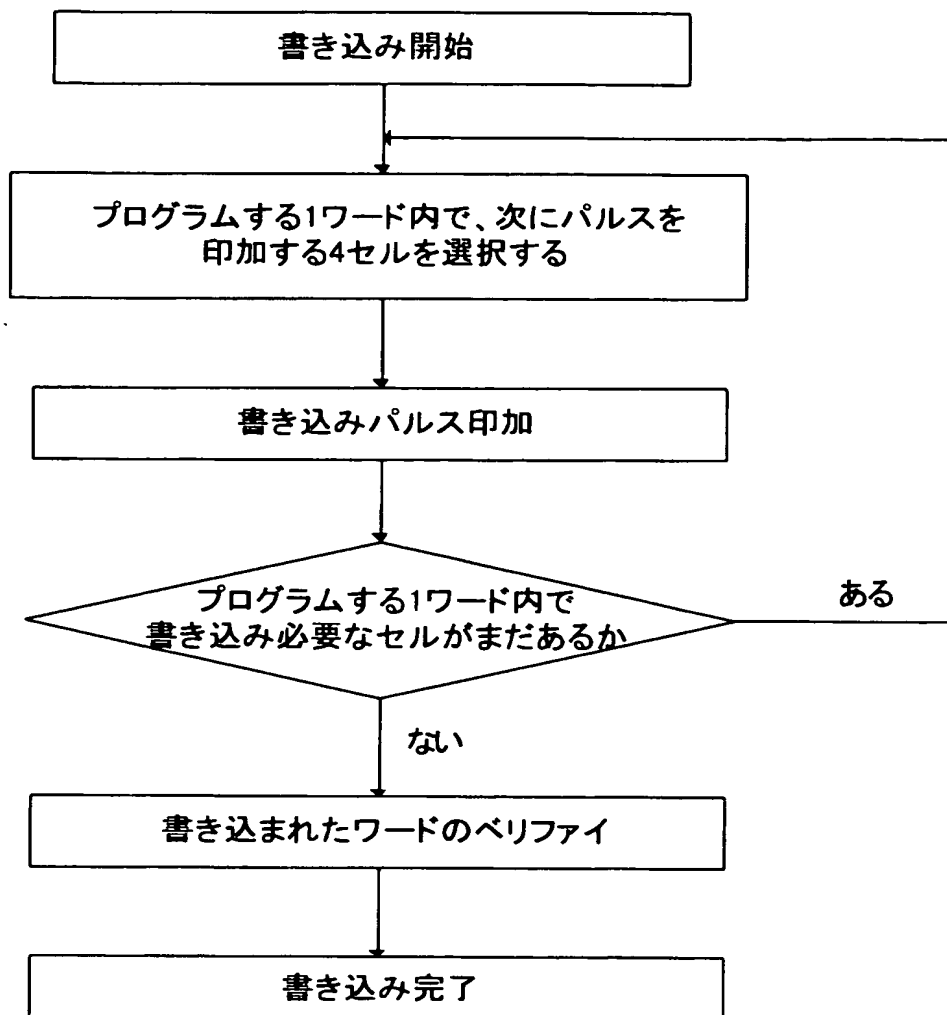 書き込み開始
プログラムする1ワード内で、次にパルスを
印加する4セルを選択する
書き込みパルス印加
プログラムする1ワード内で
書き込み必要なセルがまだあるか
ある
ない
書き込まれたワードのベリファイ
書き込み完了